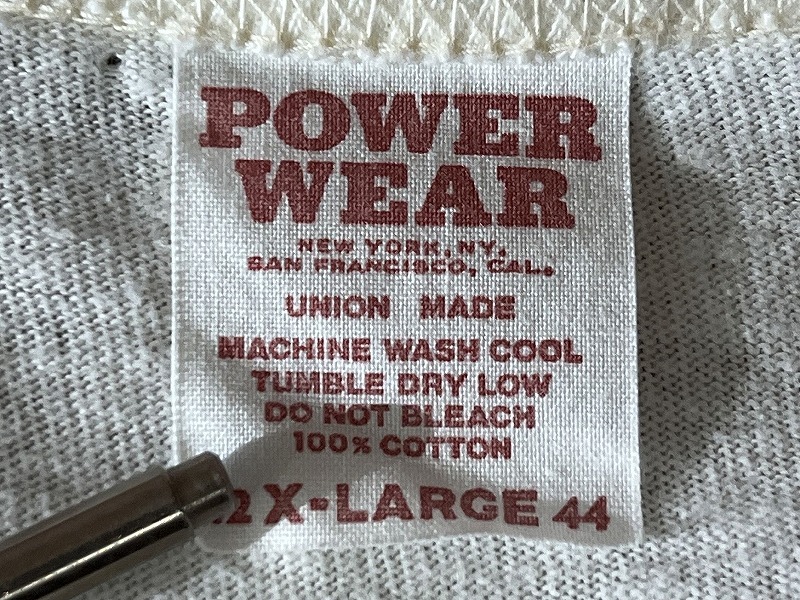 POWER
WEAR
NEW YORK, NY,
SAN FRANCISCO, CAL.
UNION MADE
MACHINE WASH COOL
TUMBLE DRY LOW
DO NOT BLEACH
100% COTTON
X-LARGE 44